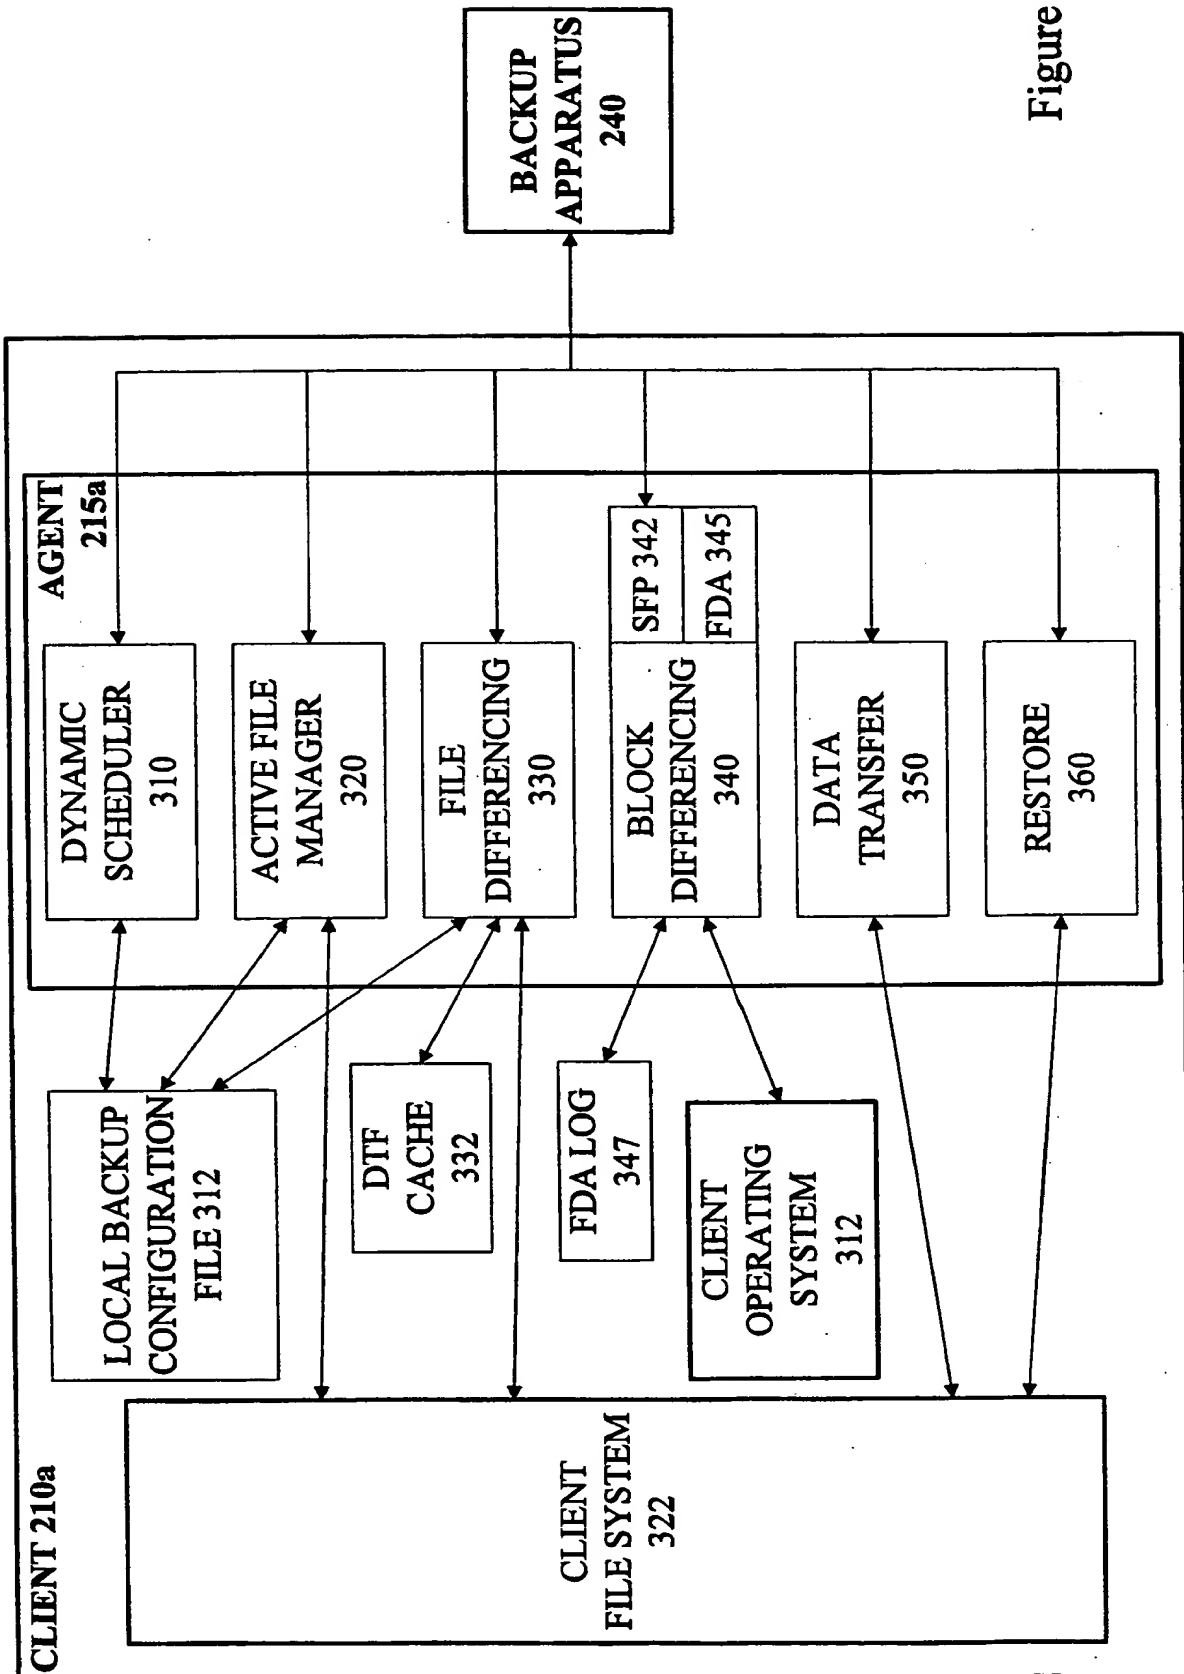 CLIENT 210a
CLIENT
FILE SYSTEM
322
LOCAL BACKUP
CONFIGURATION
FILE 312
DTF
CACHE
332
FDA LOG
347
CLIENT
OPERATING
SYSTEM
312
AGENT
215a
DYNAMIC
SCHEDULER
310
ACTIVE FILE
MANAGER
320
FILE
DIFFERENCING
330
BLOCK
DIFFERENCING
340
SFP 342
FDA 345
DATA
TRANSFER
350
RESTORE
360
BACKUP
APPARATUS
240
Figure